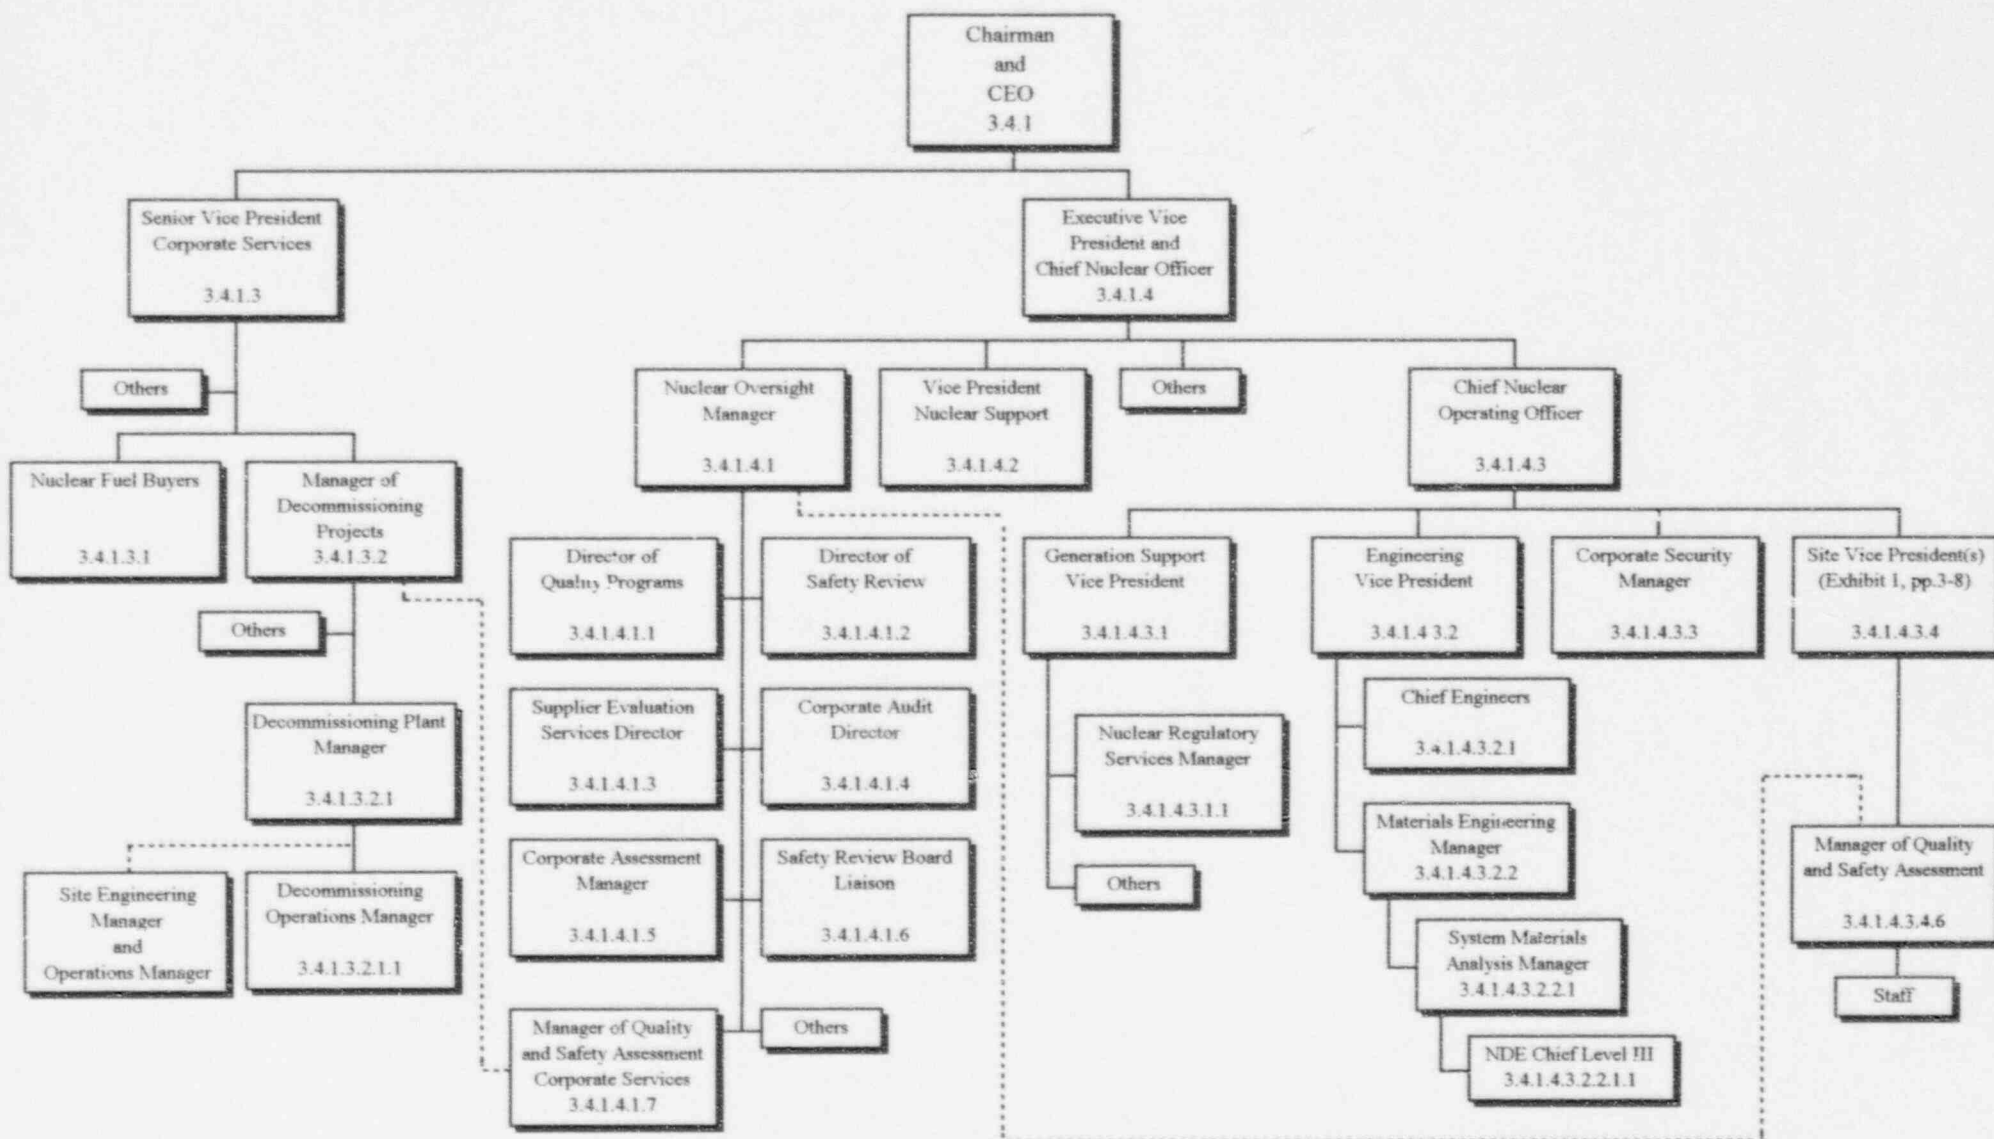 Chairman
and
CEO
3.4.1
Senior Vice President
Corporate Services
3.4.1.3
Executive Vice
President and
Chief Nuclear Officer
3.4.1.4
Others
Nuclear Fuel Buyers
3.4.1.3.1
Manager of
Decommissioning
Projects
3.4.1.3.2
Others
Decommissioning Plant
Manager
3.4.1.3.2.1
Site Engineering
Manager
and
Operations Manager
Decommissioning
Operations Manager
3.4.1.3.2.1.1
Nuclear Oversight
Manager
3.4.1.4.1
Vice President
Nuclear Support
3.4.1.4.2
Others
Chief Nuclear
Operating Officer
3.4.1.4.3
Director of
Quality Programs
3.4.1.4.1.1
Director of
Safety Review
3.4.1.4.1.2
Supplier Evaluation
Services Director
3.4.1.4.1.3
Corporate Audit
Director
3.4.1.4.1.4
Corporate Assessment
Manager
3.4.1.4.1.5
Safety Review Board
Liaison
3.4.1.4.1.6
Manager of Quality
and Safety Assessment
Corporate Services
3.4.1.4.1.7
Others
Generation Support
Vice President
3.4.1.4.3.1
Nuclear Regulatory
Services Manager
3.4.1.4.3.1.1
Others
Engineering
Vice President
3.4.1.4.3.2
Chief Engineers
3.4.1.4.3.2.1
Materials Engineering
Manager
3.4.1.4.3.2.2
System Materials
Analysis Manager
3.4.1.4.3.2.2.1
NDE Chief Level III
3.4.1.4.3.2.2.1.1
Corporate Security
Manager
3.4.1.4.3.3
Site Vice President(s)
(Exhibit 1, pp.3-8)
3.4.1.4.3.4
Manager of Quality
and Safety Assessment
3.4.1.4.3.4.6
Staff